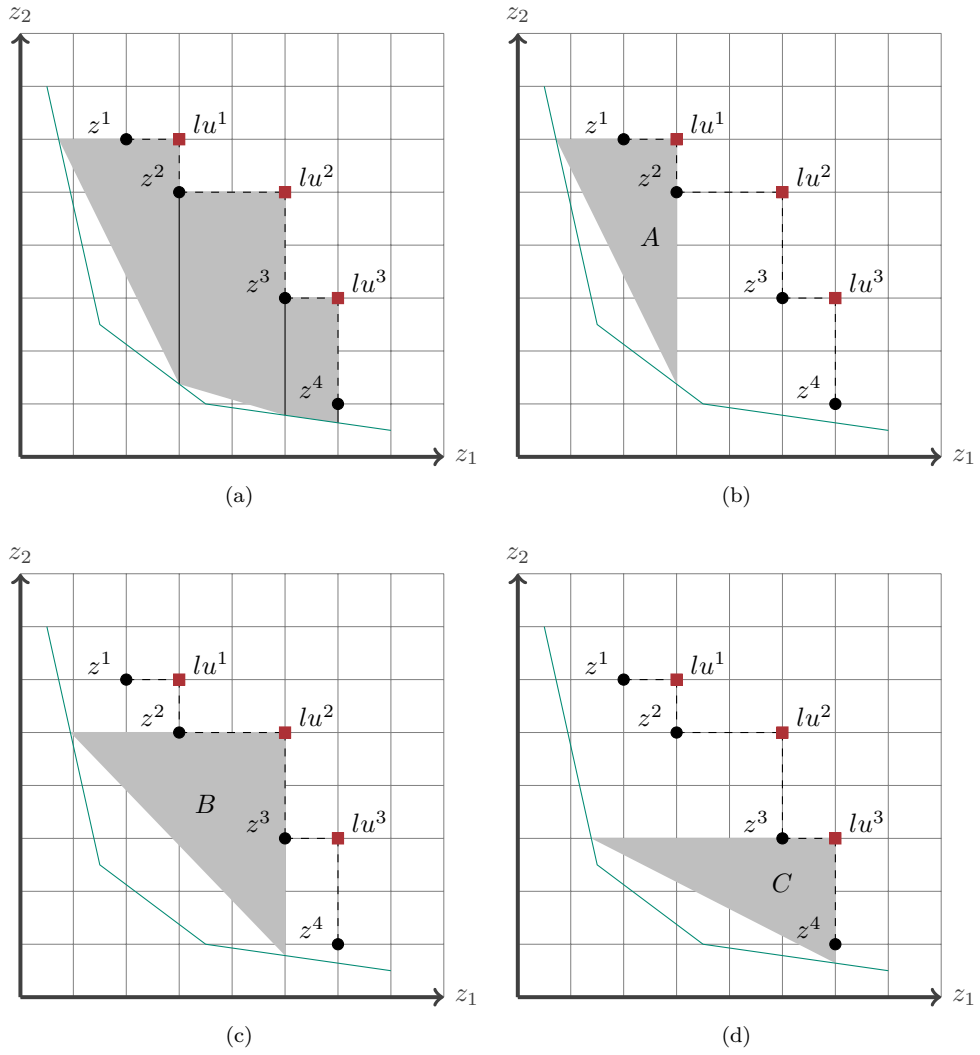 z₂
z₂
z¹ lu¹
z¹ lu¹
z² lu²
z² lu²
A
z³ lu³
z³ lu³
z⁴
z⁴
z₁
z₁
(a)
(b)
z₂
z₂
z¹ lu¹
z¹ lu¹
z² lu²
z² lu²
B
z³ lu³
z³ lu³
C
z⁴
z⁴
z₁
z₁
(c)
(d)